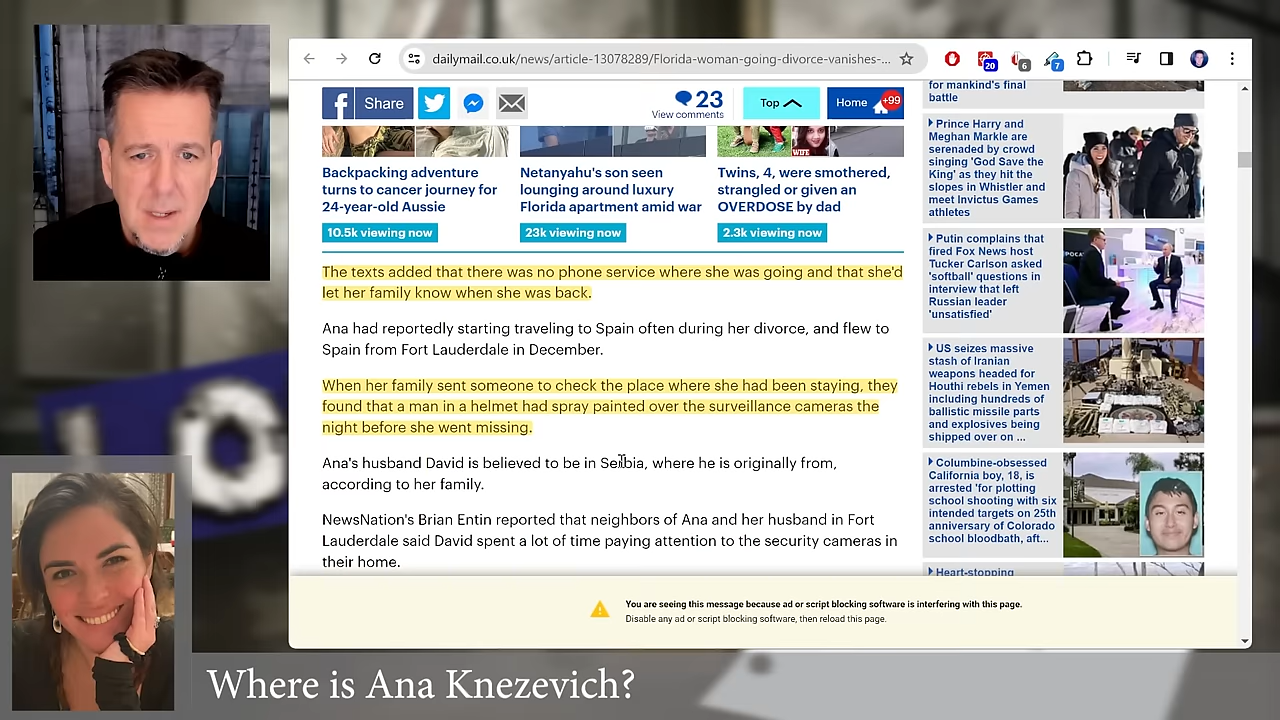 dailymail.co.uk/news/article-13078289/Florida-woman-going-divorce-vanishes-...
20
6
7
Share
23
View comments
Top
Home
+99
WIFE
Backpacking adventure
turns to cancer journey for
24-year-old Aussie
10.5k viewing now
Netanyahu's son seen
lounging around luxury
Florida apartment amid war
23k viewing now
Twins, 4, were smothered,
strangled or given an
OVERDOSE by dad
2.3k viewing now
The texts added that there was no phone service where she was going and that she'd
let her family know when she was back.
Ana had reportedly starting traveling to Spain often during her divorce, and flew to
Spain from Fort Lauderdale in December.
When her family sent someone to check the place where she had been staying, they
found that a man in a helmet had spray painted over the surveillance cameras the
night before she went missing.
Ana's husband David is believed to be in Serbia, where he is originally from,
according to her family.
NewsNation's Brian Entin reported that neighbors of Ana and her husband in Fort
Lauderdale said David spent a lot of time paying attention to the security cameras in
their home.
for mankind's final
battle
Prince Harry and
Meghan Markle are
serenaded by crowd
singing 'God Save the
King' as they hit the
slopes in Whistler and
meet Invictus Games
athletes
Putin complains that
fired Fox News host
Tucker Carlson asked
'softball' questions in
interview that left
Russian leader
'unsatisfied'
US seizes massive
stash of Iranian
weapons headed for
Houthi rebels in Yemen
including hundreds of
ballistic missile parts
and explosives being
shipped over on ...
Columbine-obsessed
California boy, 18, is
arrested 'for plotting
school shooting with six
intended targets on 25th
anniversary of Colorado
school bloodbath, aft...
Heart-stopping
You are seeing this message because ad or script blocking software is interfering with this page.
Disable any ad or script blocking software, then reload this page.
Where is Ana Knezevich?